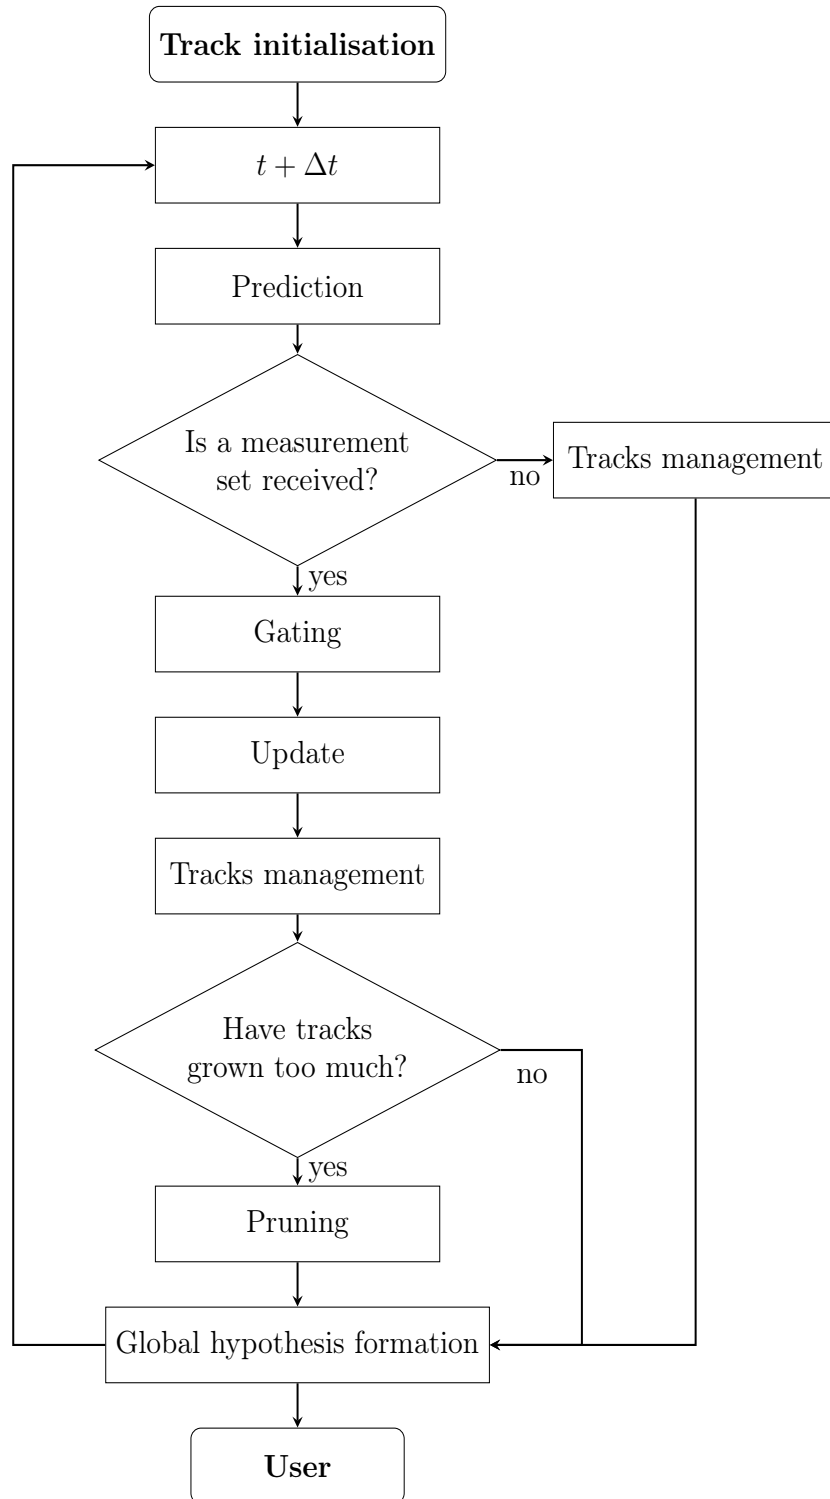 Track initialisation
t + Δt
Prediction
Is a measurement
set received?
no
Tracks management
yes
Gating
Update
Tracks management
Have tracks
grown too much?
no
yes
Pruning
Global hypothesis formation
User